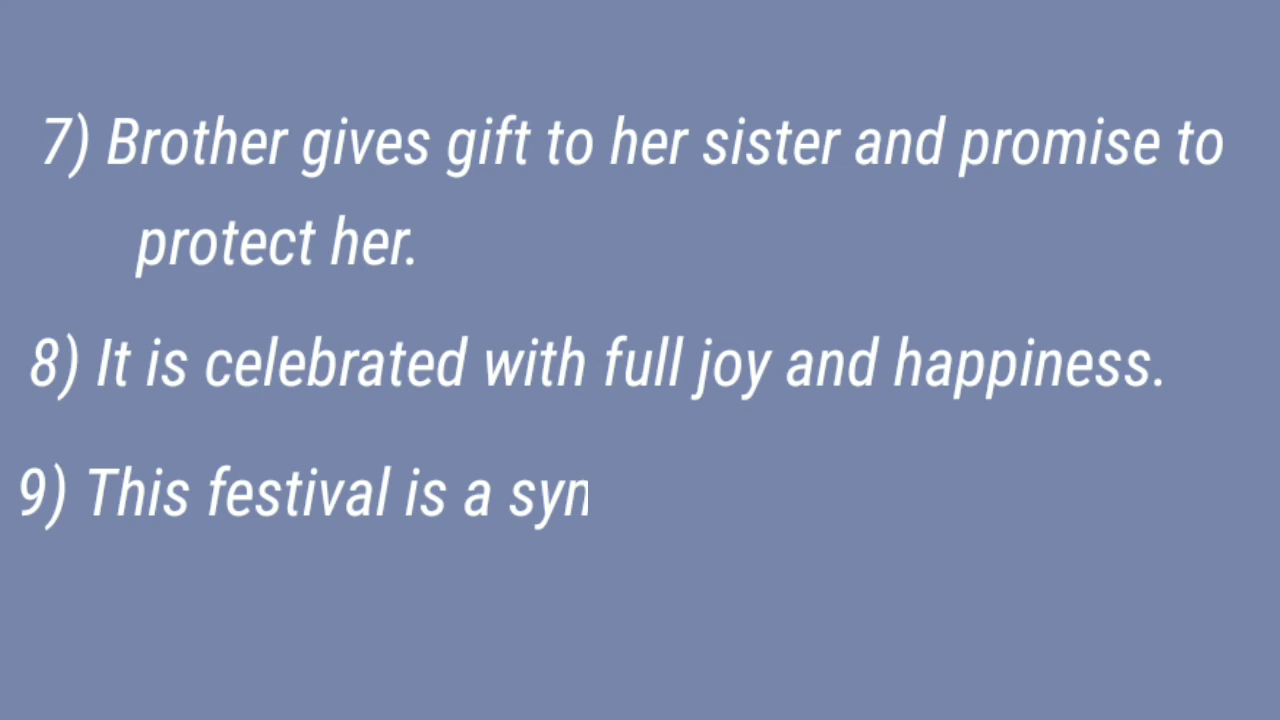 7) Brother gives gift to her sister and promise to
protect her.
8) It is celebrated with full joy and happiness.
9) This festival is a